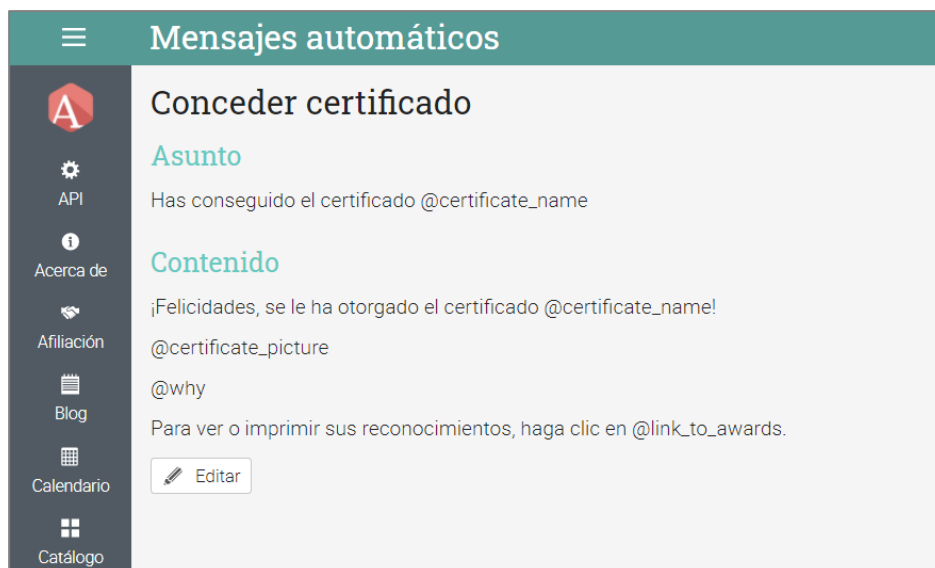 Mensajes automáticos
A
API
Acerca de
Afiliación
Blog
Calendario
Catálogo
Conceder certificado
Asunto
Has conseguido el certificado @certificate_name
Contenido
¡Felicidades, se le ha otorgado el certificado @certificate_name!
@certificate_picture
@why
Para ver o imprimir sus reconocimientos, haga clic en @link_to_awards.
Editar